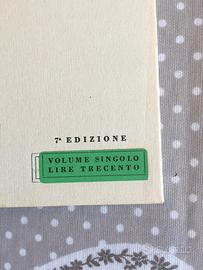 7ª EDIZIONE
VOLUME SINGOLO
LIRE TRECENTO